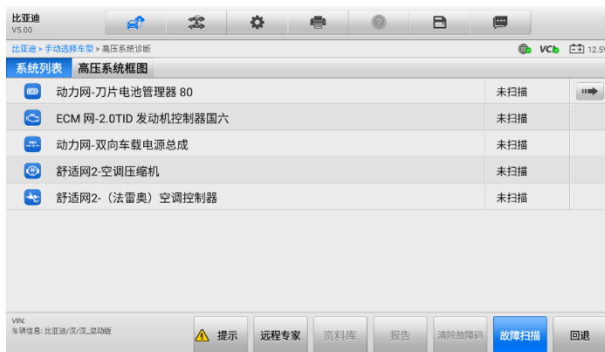 比亚迪
V5.00
比亚迪 > 手动选择车型 > 高压系统诊断
VCb 12.5V
系统列表 高压系统框图
动力网-刀片电池管理器 80 未扫描
ECM 网-2.0TID 发动机控制器国六 未扫描
动力网-双向车载电源总成 未扫描
舒适网2-空调压缩机 未扫描
舒适网2-（法雷奥）空调控制器 未扫描
VIN:
车辆信息: 比亚迪/汉/汉_混动版
提示 远程专家 资料库 报告 清除故障码 故障扫描 回退